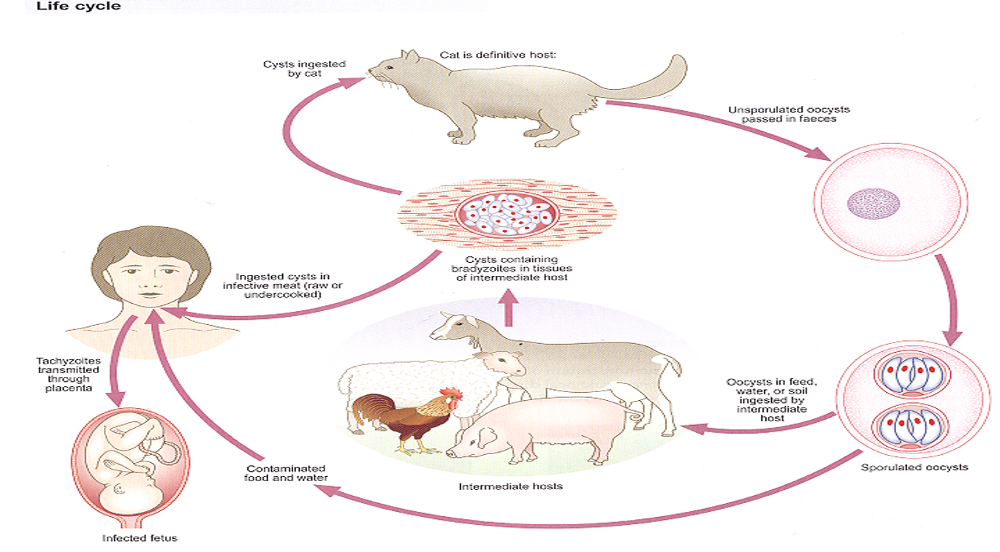 Life cycle
Cat is definitive host:
Cysts ingested
by cat
Unsporulated oocysts
passed in faeces
Cysts containing
bradyzoites in tissues
of intermediate host
Ingested cysts in
infective meat (raw or
undercooked)
Tachyzoites
transmitted
through
placenta
Oocysts in feed,
water, or soil
ingested by
intermediate
host
Sporulated oocysts
Contaminated
food and water
Intermediate hosts
Infected fetus